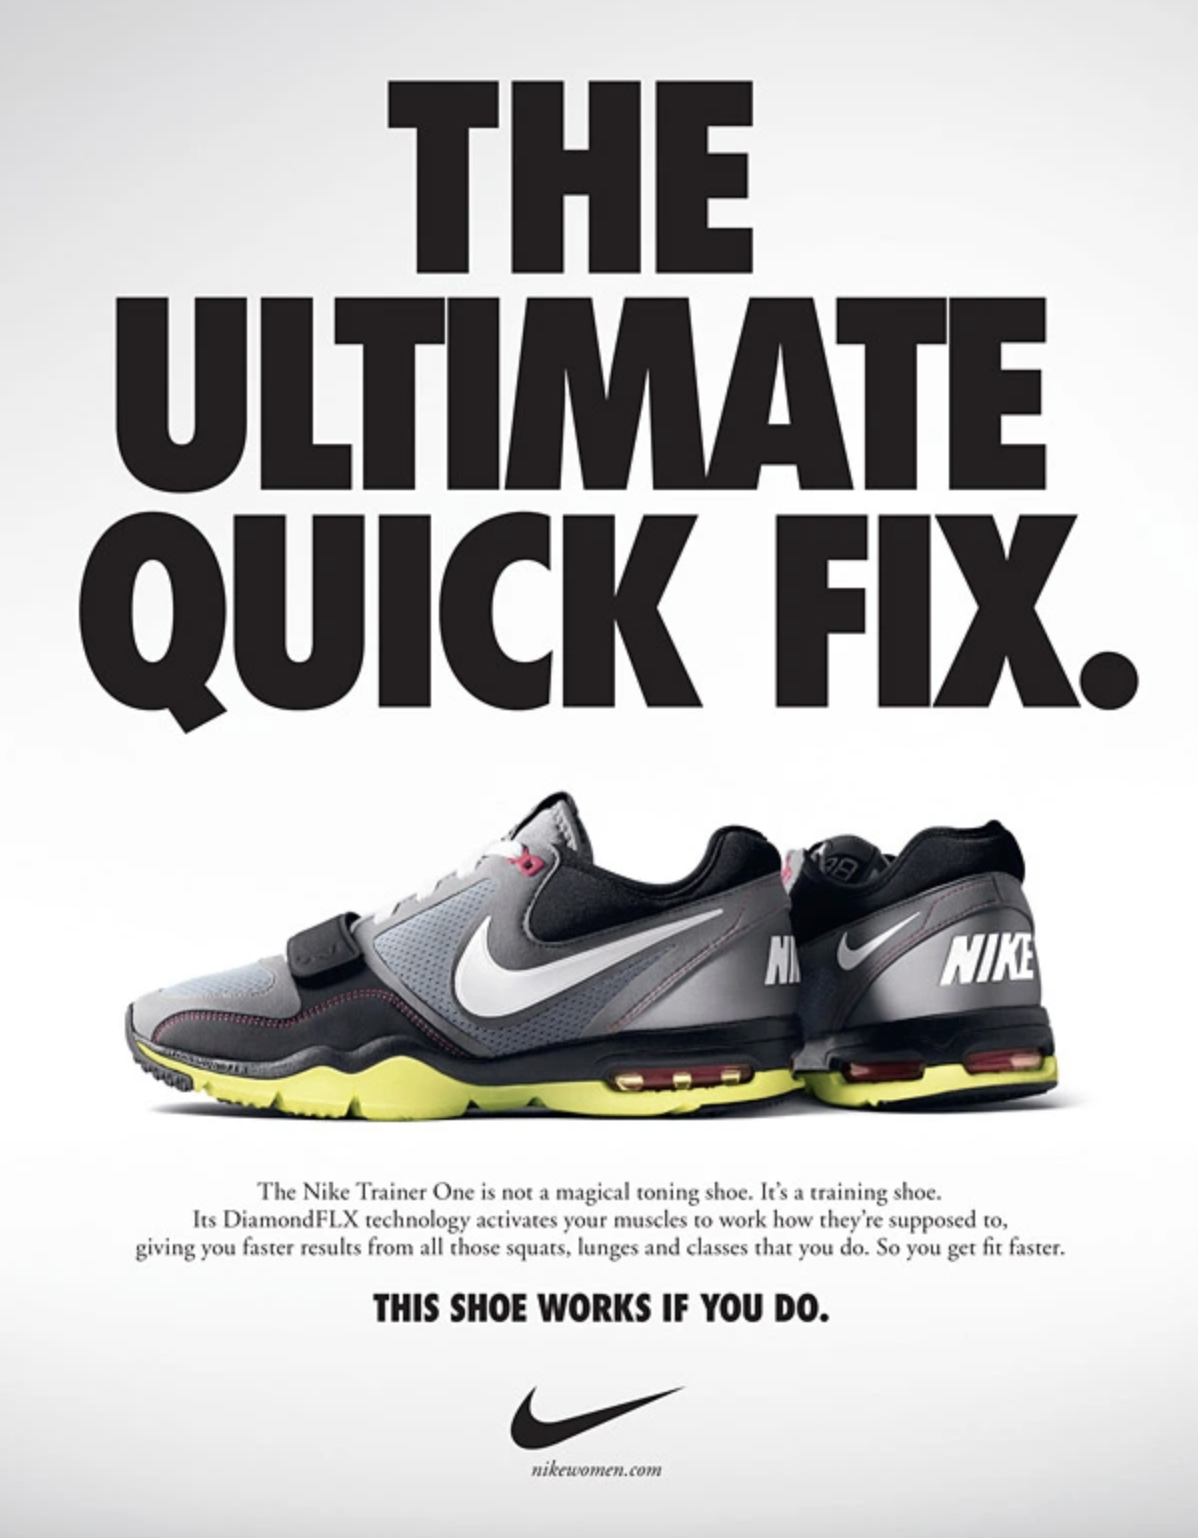 THE
ULTIMATE
QUICK FIX.
NIKE
The Nike Trainer One is not a magical toning shoe. It's a training shoe.
Its DiamondFLX technology activates your muscles to work how they're supposed to,
giving you faster results from all those squats, lunges and classes that you do. So you get fit faster.
THIS SHOE WORKS IF YOU DO.
nikewomen.com